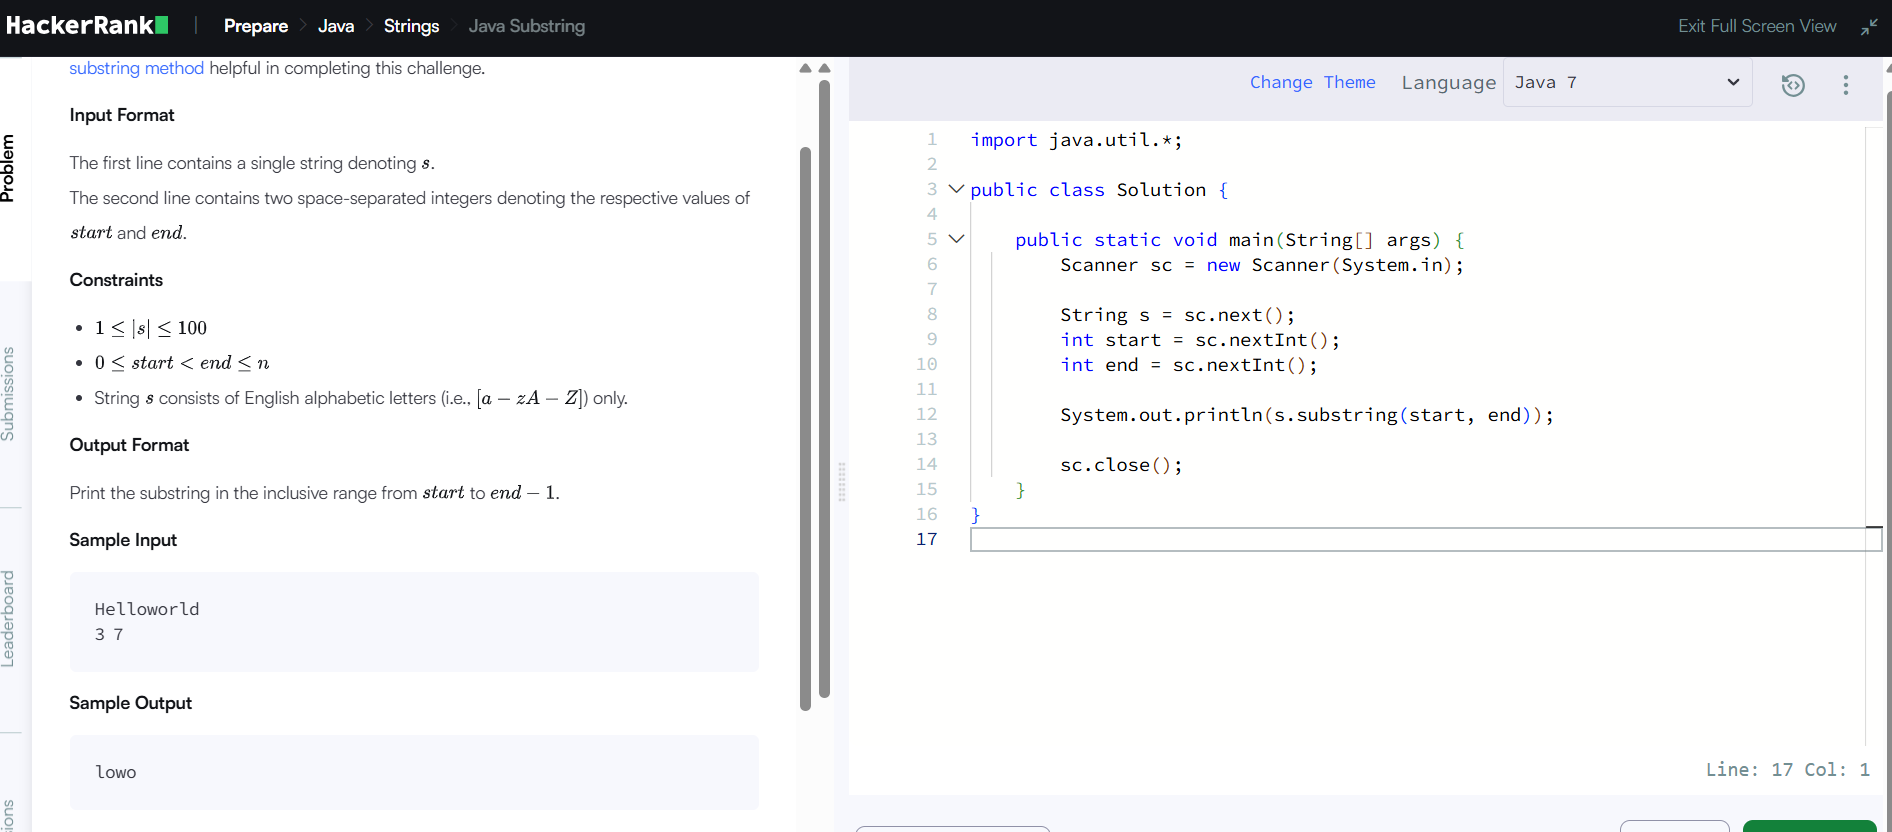 HackerRank | Prepare > Java > Strings > Java Substring Exit Full Screen View
substring method helpful in completing this challenge.
Input Format
The first line contains a single string denoting s.
The second line contains two space-separated integers denoting the respective values of
start and end.
Constraints
• 1 ≤ |s| ≤ 100
• 0 ≤ start < end ≤ n
• String s consists of English alphabetic letters (i.e., [a − zA − Z]) only.
Output Format
Print the substring in the inclusive range from start to end − 1.
Sample Input
Helloworld
3 7
Sample Output
lowo
Problem
Submissions
Leaderboard
Change Theme Language Java 7
1 import java.util.*;
2
3 public class Solution {
4
5 public static void main(String[] args) {
6 Scanner sc = new Scanner(System.in);
7
8 String s = sc.next();
9 int start = sc.nextInt();
10 int end = sc.nextInt();
11
12 System.out.println(s.substring(start, end));
13
14 sc.close();
15 }
16 }
17
Line: 17 Col: 1